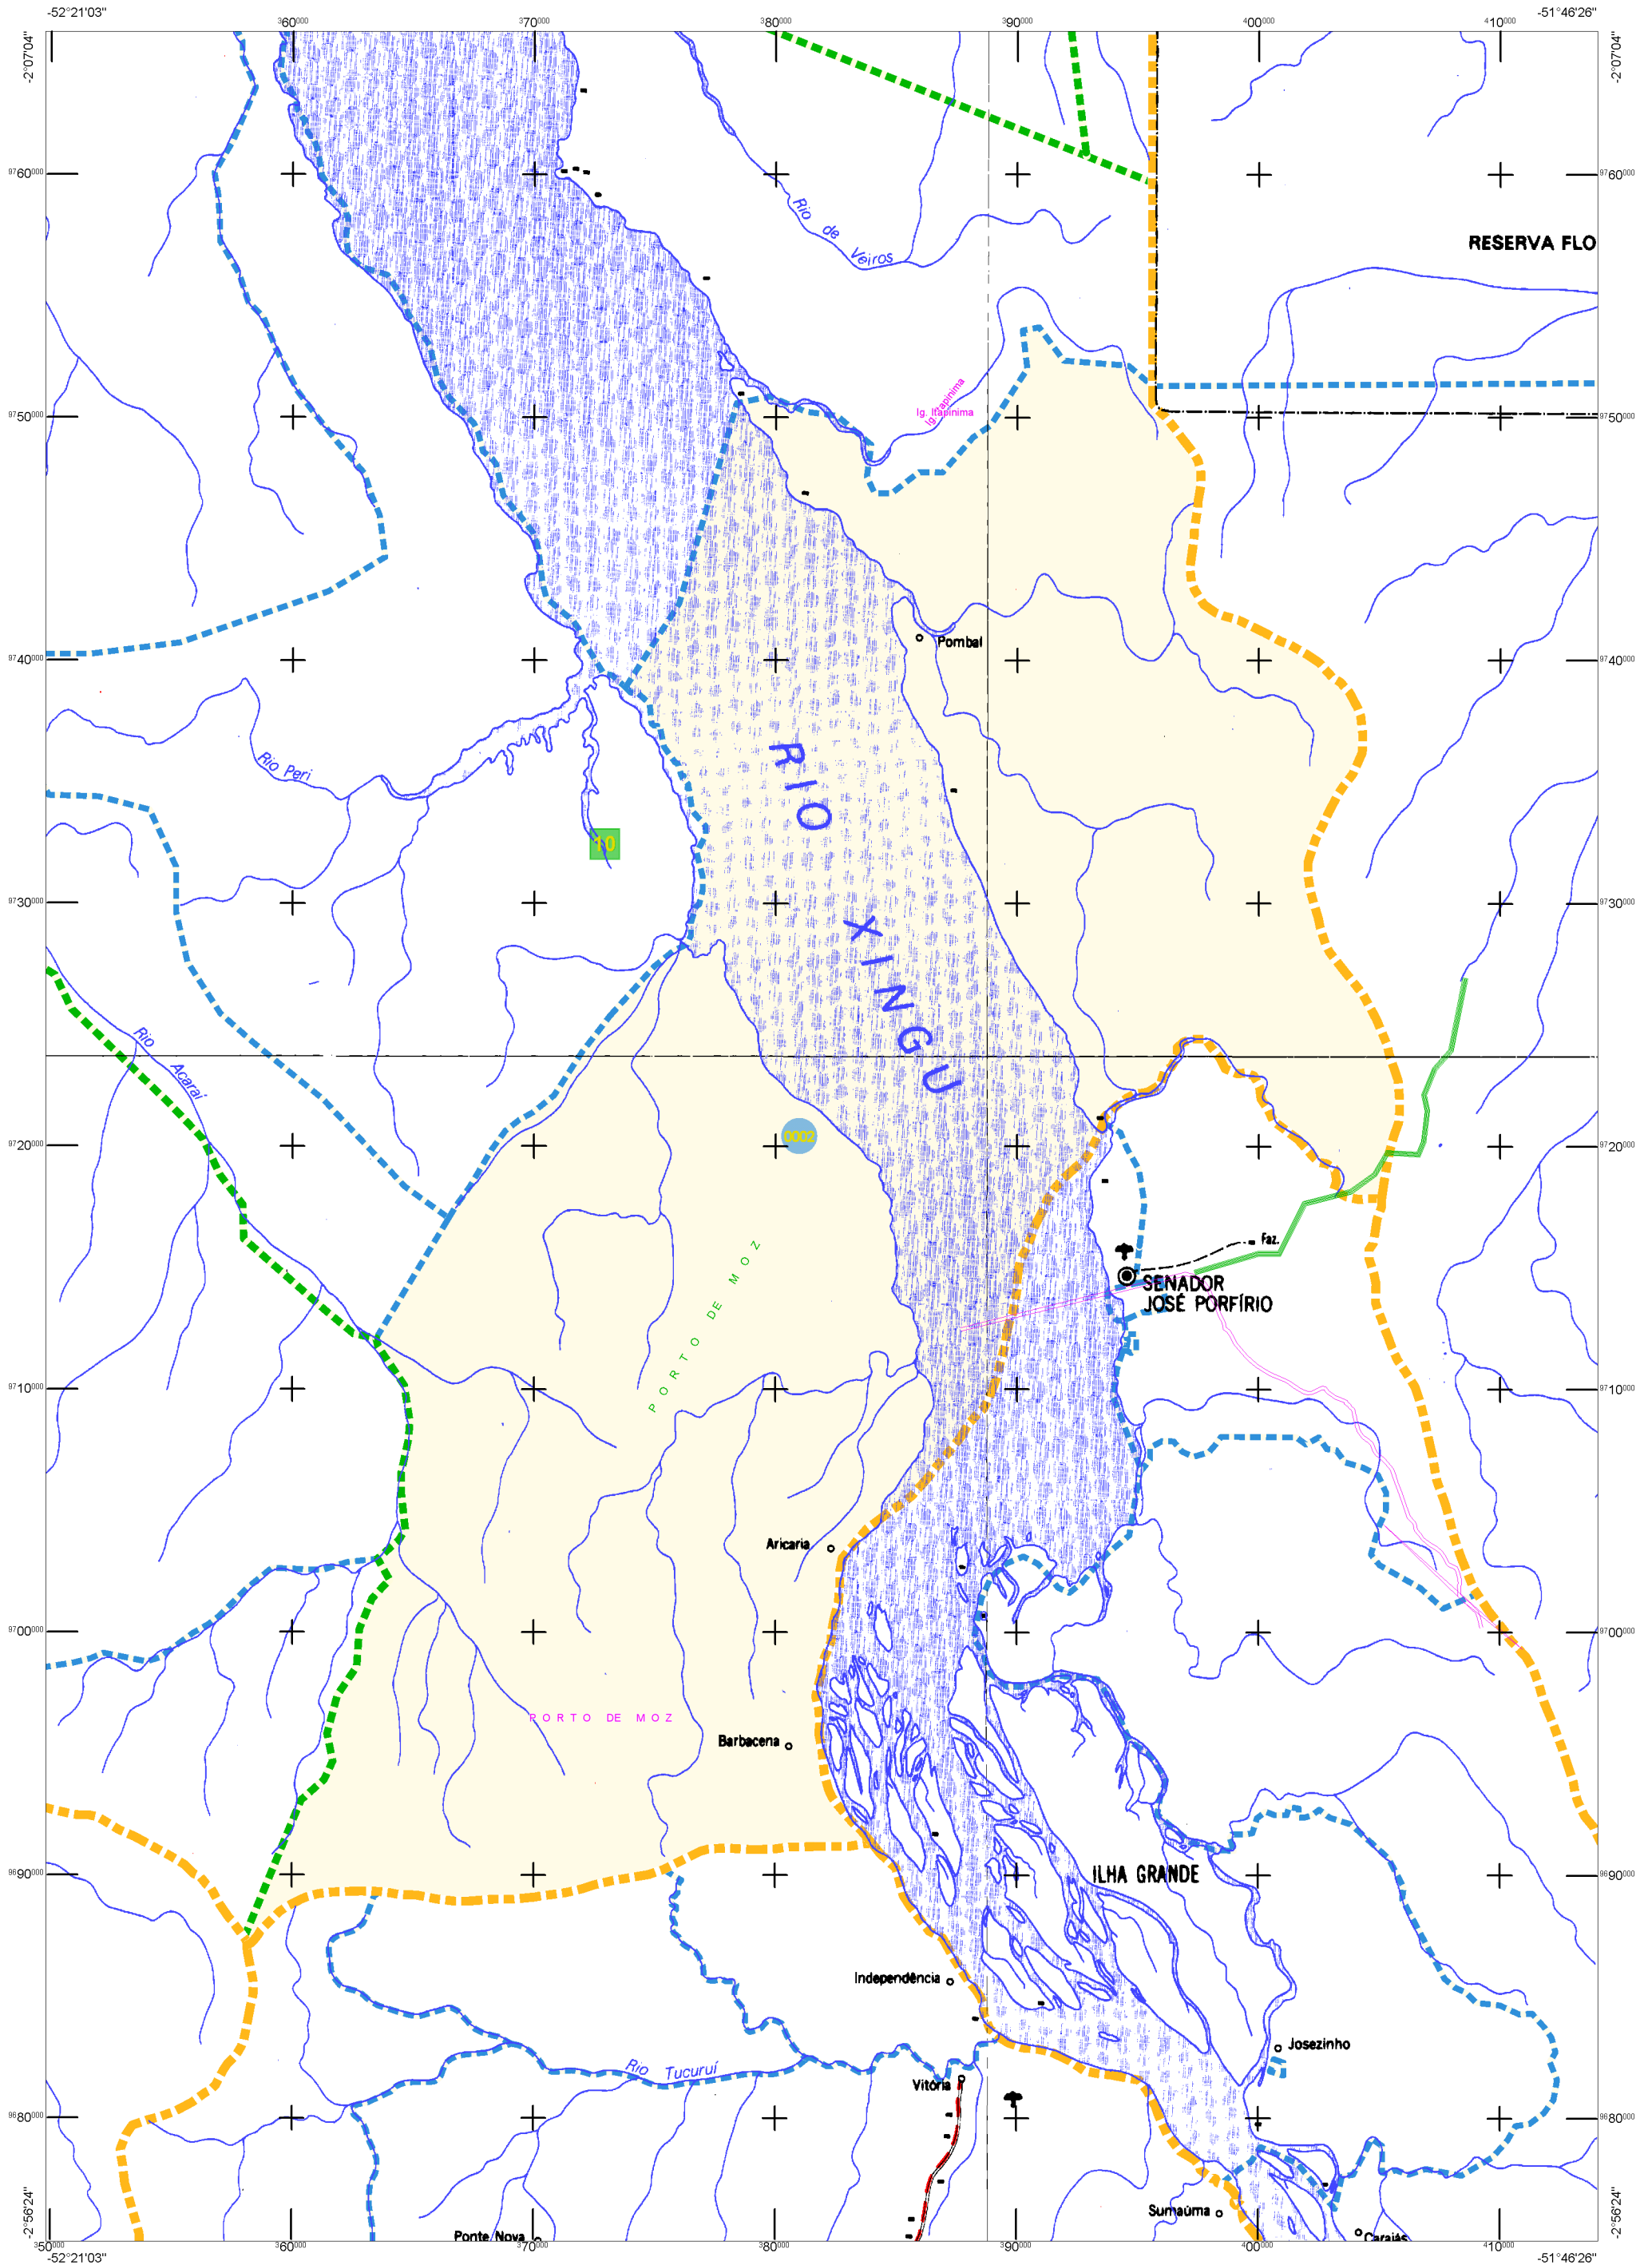 -52°21'03"
-51°46'26"
360000
370000
380000
390000
400000
410000
-2°07'04"
-2°07'04"
9760000
9760000
Rio de Veiros
RESERVA FLO
Ig. Itapinima
Ig. Itapinima
9750000
9750000
Pombal
9740000
9740000
Rio Peri
RIO XINGU
10
9730000
9730000
Rio Acaraí
0002
9720000
9720000
PORTO DE MOZ
Faz.
SENADOR
JOSÉ PORFÍRIO
9710000
9710000
Aricaria
9700000
9700000
PORTO DE MOZ
Barbacena
9690000
9690000
ILHA GRANDE
Independência
Josezinho
Rio Tucuruí
Vitória
9680000
9680000
Sumaúma
Ponte Nova
Carajás
-2°56'24"
-2°56'24"
350000
360000
370000
380000
390000
400000
410000
-52°21'03"
-51°46'26"